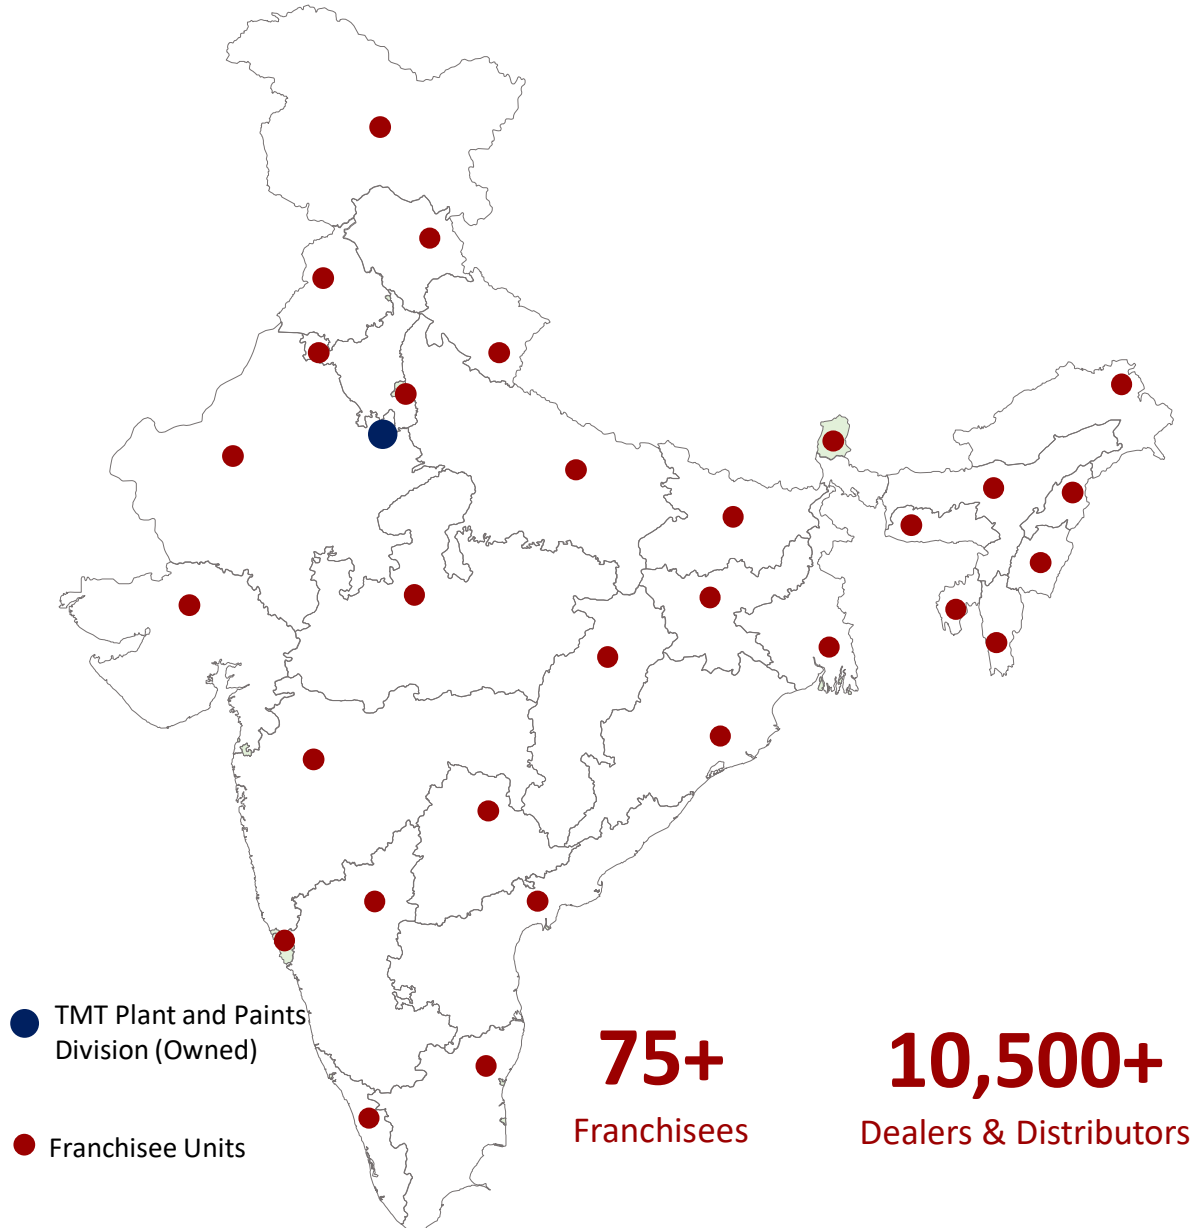 TMT Plant and Paints
Division (Owned)
Franchisee Units
75+
Franchisees
10,500+
Dealers & Distributors